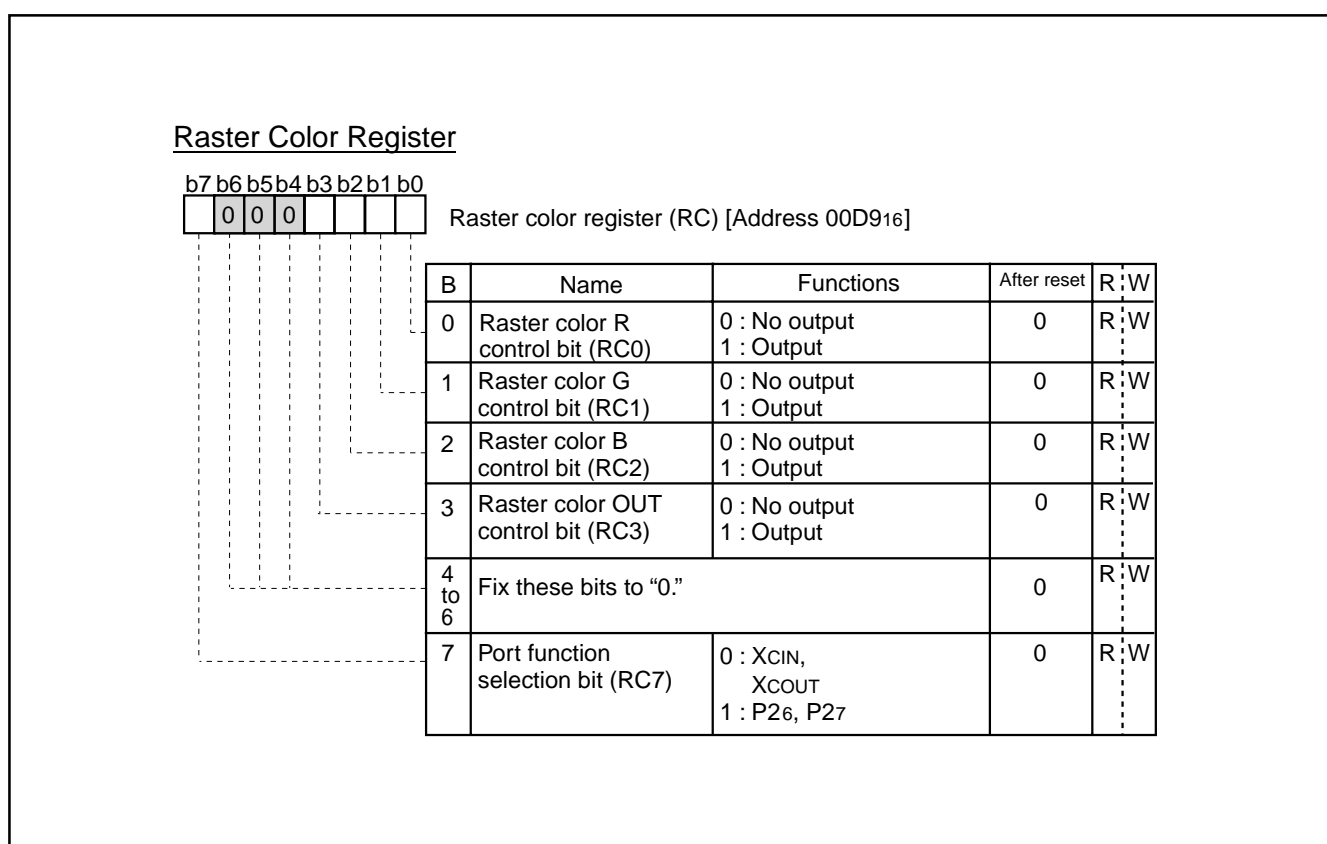 Raster Color Register
b7 b6 b5 b4 b3 b2 b1 b0
0 0 0
Raster color register (RC) [Address 00D916]
B Name Functions After reset R W
0 Raster color R control bit (RC0) 0 : No output 1 : Output 0 R W
1 Raster color G control bit (RC1) 0 : No output 1 : Output 0 R W
2 Raster color B control bit (RC2) 0 : No output 1 : Output 0 R W
3 Raster color OUT control bit (RC3) 0 : No output 1 : Output 0 R W
4 to 6 Fix these bits to “0.” 0 R W
7 Port function selection bit (RC7) 0 : XCIN, XCOUT 1 : P26, P27 0 R W